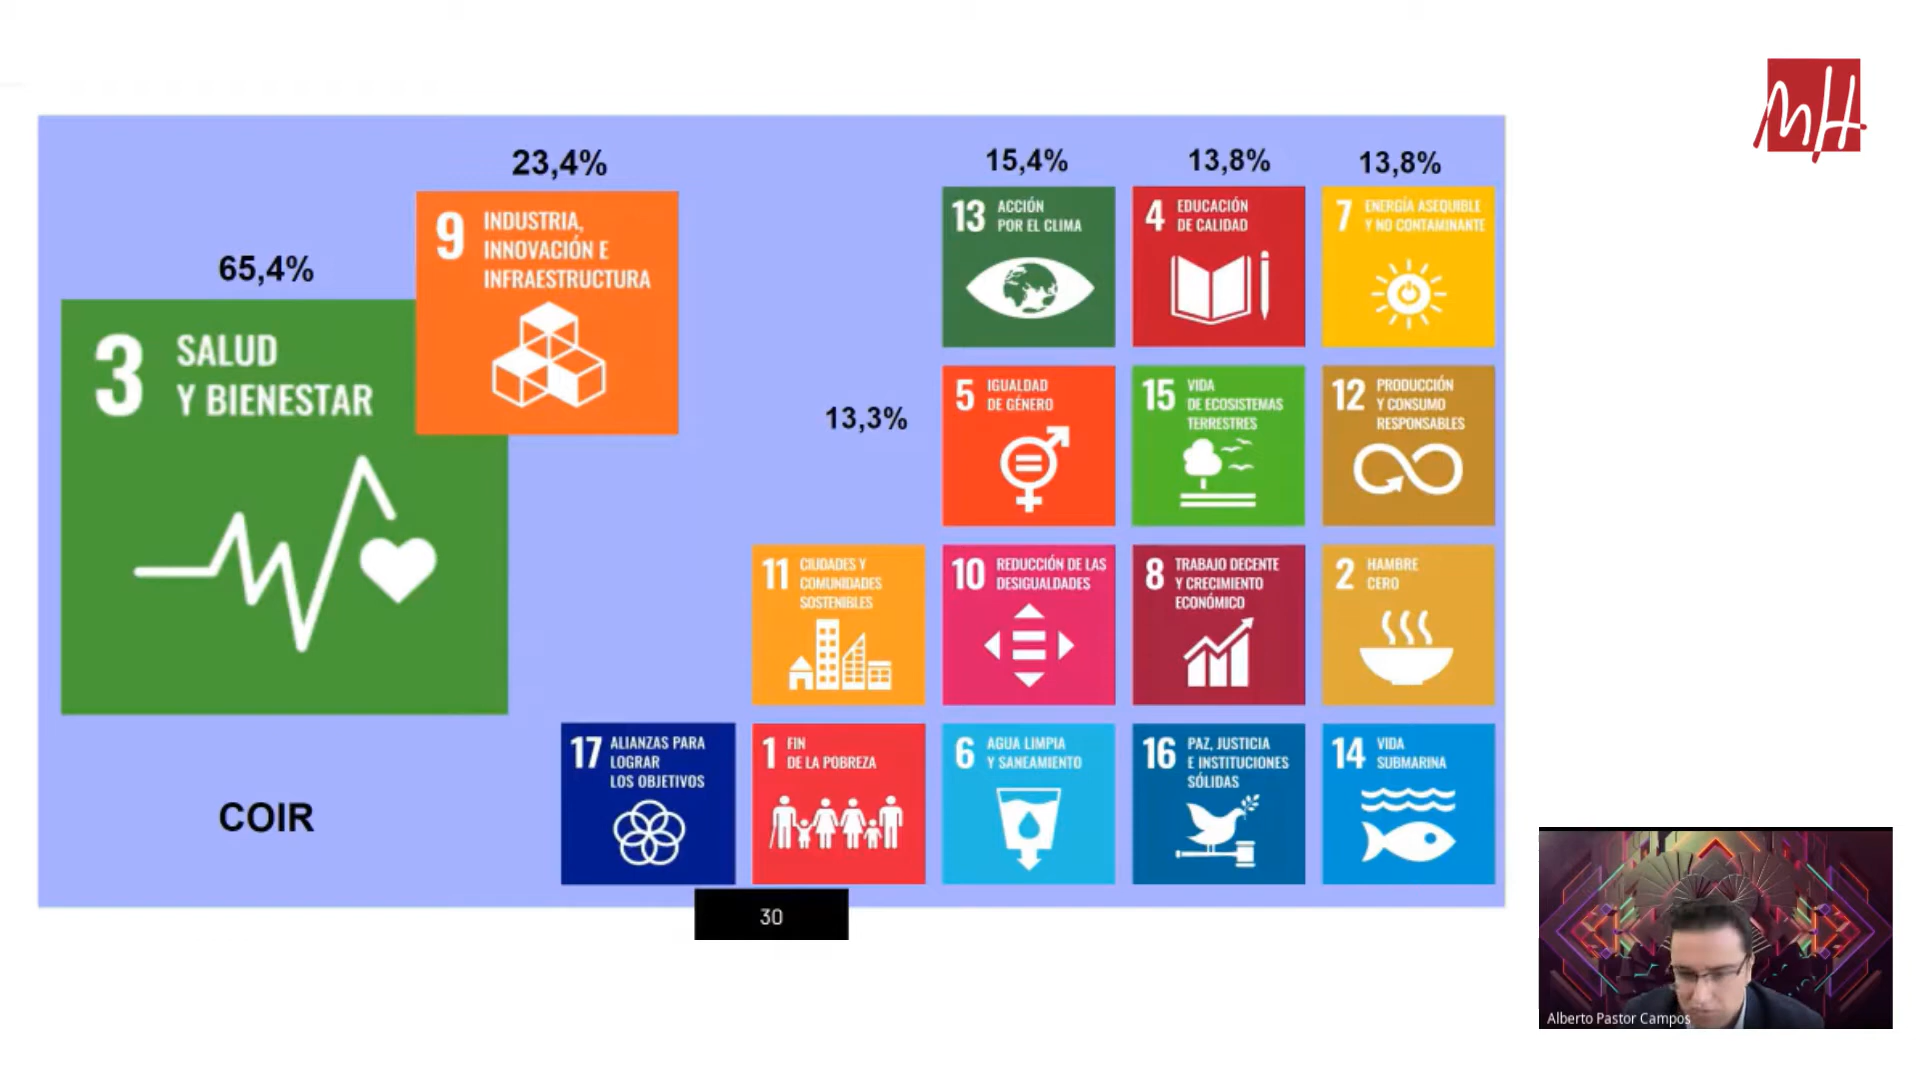 MH
65,4%
3 SALUD
Y BIENESTAR
23,4%
9 INDUSTRIA,
INNOVACIÓN E
INFRAESTRUCTURA
15,4%
13 ACCIÓN
POR EL CLIMA
13,8%
4 EDUCACIÓN
DE CALIDAD
13,8%
7 ENERGÍA ASEQUIBLE
Y NO CONTAMINANTE
13,3%
5 IGUALDAD
DE GÉNERO
15 VIDA
DE ECOSISTEMAS
TERRESTRES
12 PRODUCCIÓN
Y CONSUMO
RESPONSABLES
11 CIUDADES Y
COMUNIDADES
SOSTENIBLES
10 REDUCCIÓN DE LAS
DESIGUALDADES
8 TRABAJO DECENTE
Y CRECIMIENTO
ECONÓMICO
2 HAMBRE
CERO
COIR
17 ALIANZAS PARA
LOGRAR
LOS OBJETIVOS
1 FIN
DE LA POBREZA
6 AGUA LIMPIA
Y SANEAMIENTO
16 PAZ, JUSTICIA
E INSTITUCIONES
SÓLIDAS
14 VIDA
SUBMARINA
30
Alberto Pastor Campos